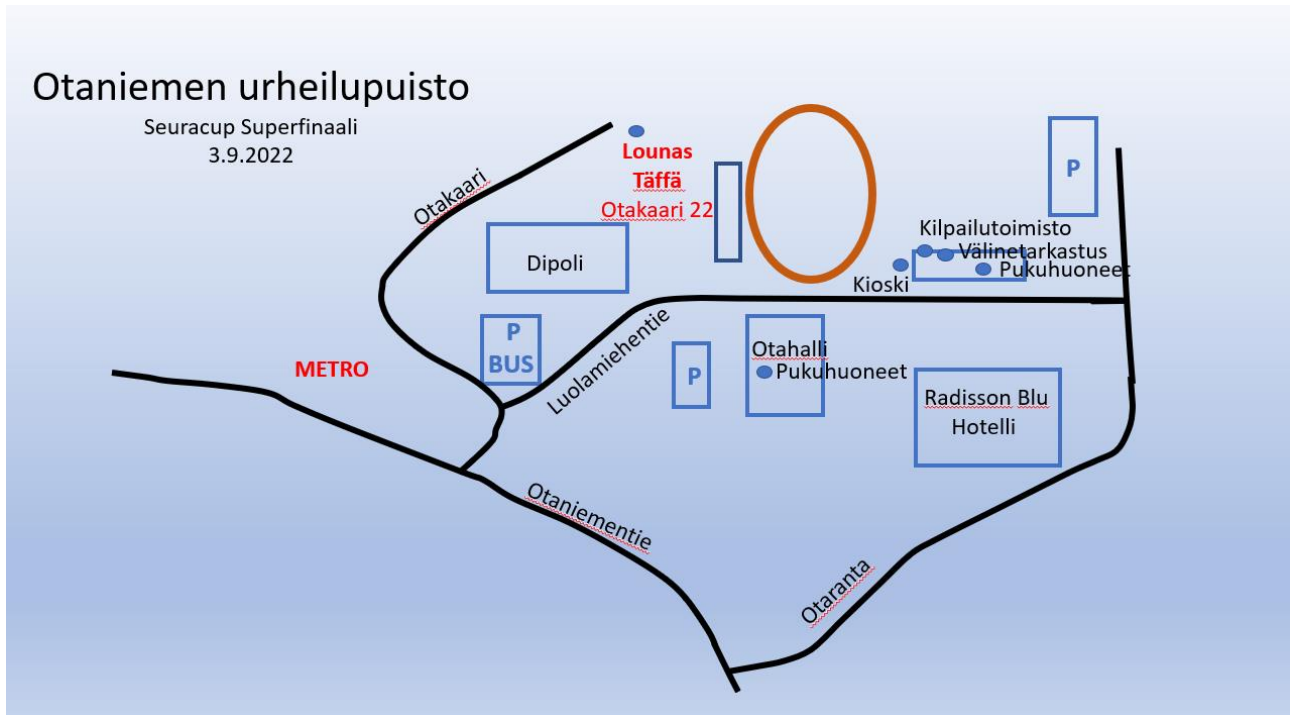 Otaniemen urheilupuisto
Seuracup Superfinaali
3.9.2022
Otakaari
Lounas
Täffä
Otakaari 22
P
Kilpailutoimisto
Välinetarkastus
Pukuhuoneet
Kioski
Dipoli
P
BUS
METRO
Luolamiehentie
P
Otahalli
Pukuhuoneet
Radisson Blu
Hotelli
Otaniementie
Otaranta